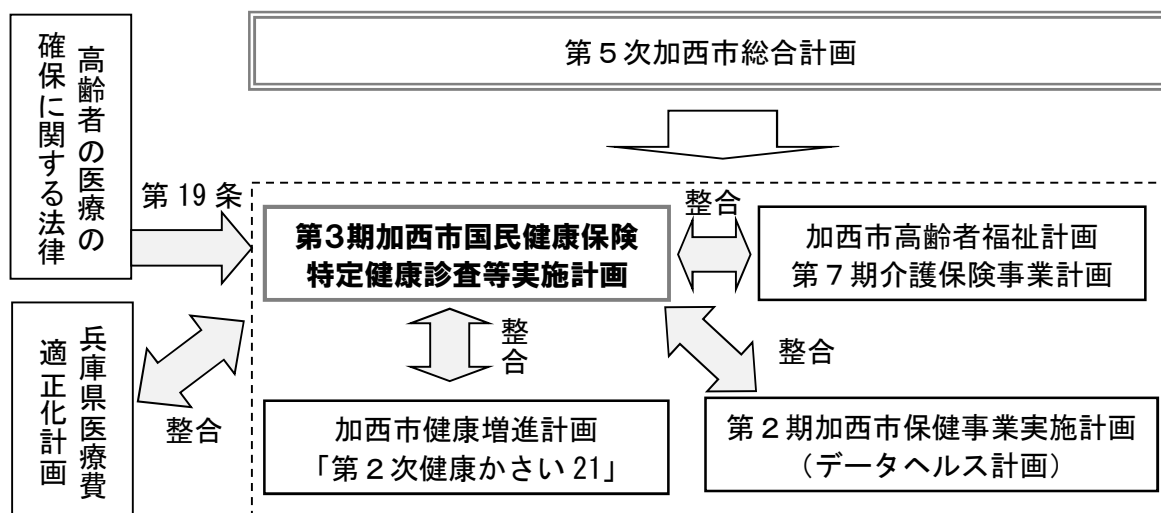 高齢者の医療の
確保に関する法律
第５次加西市総合計画
第 19 条
第３期加西市国民健康保険
特定健康診査等実施計画
整合
加西市高齢者福祉計画
第７期介護保険事業計画
兵庫県医療費
適正化計画
整合
整合
整合
加西市健康増進計画
「第２次健康かさい 21」
第２期加西市保健事業実施計画
（データヘルス計画）